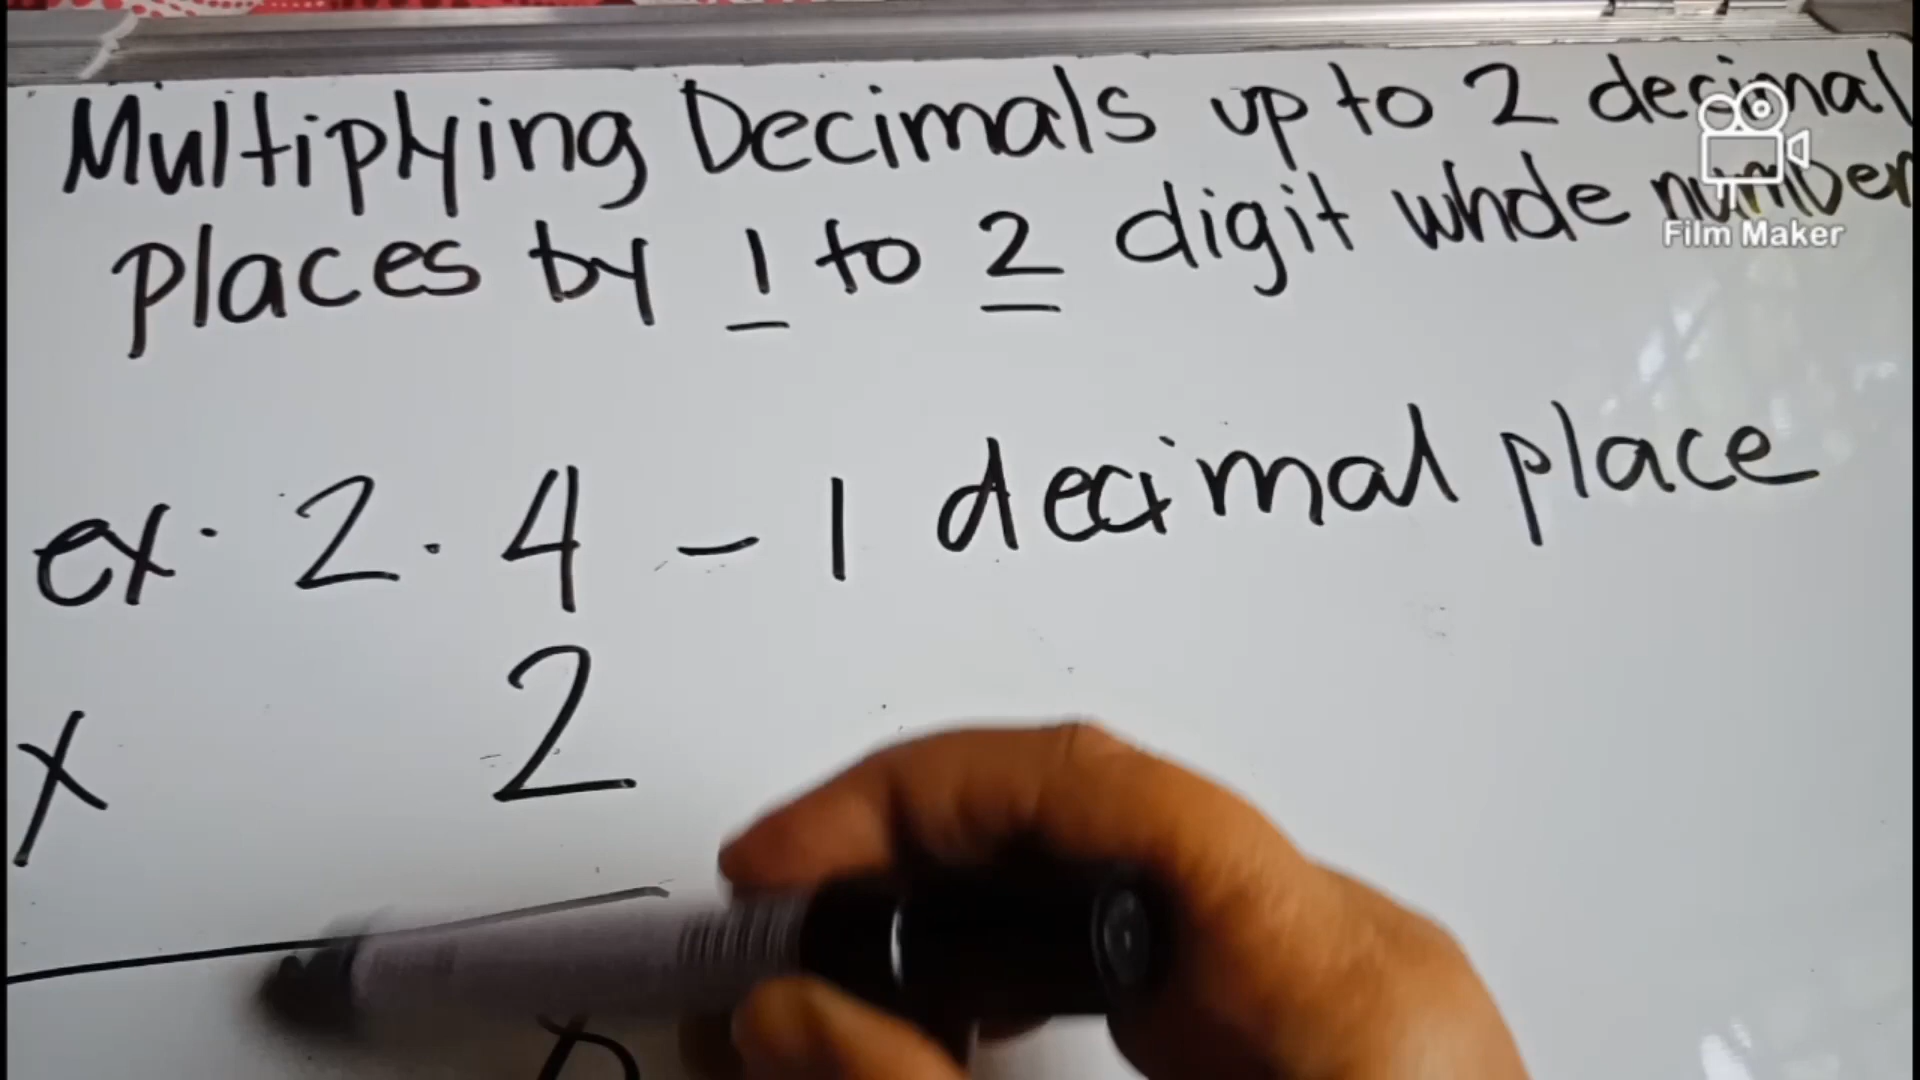 Multiplying Decimals up to 2 decimal
places by 1 to 2 digit whole number
Film Maker
ex. 2.4 - 1 decimal place
x 2